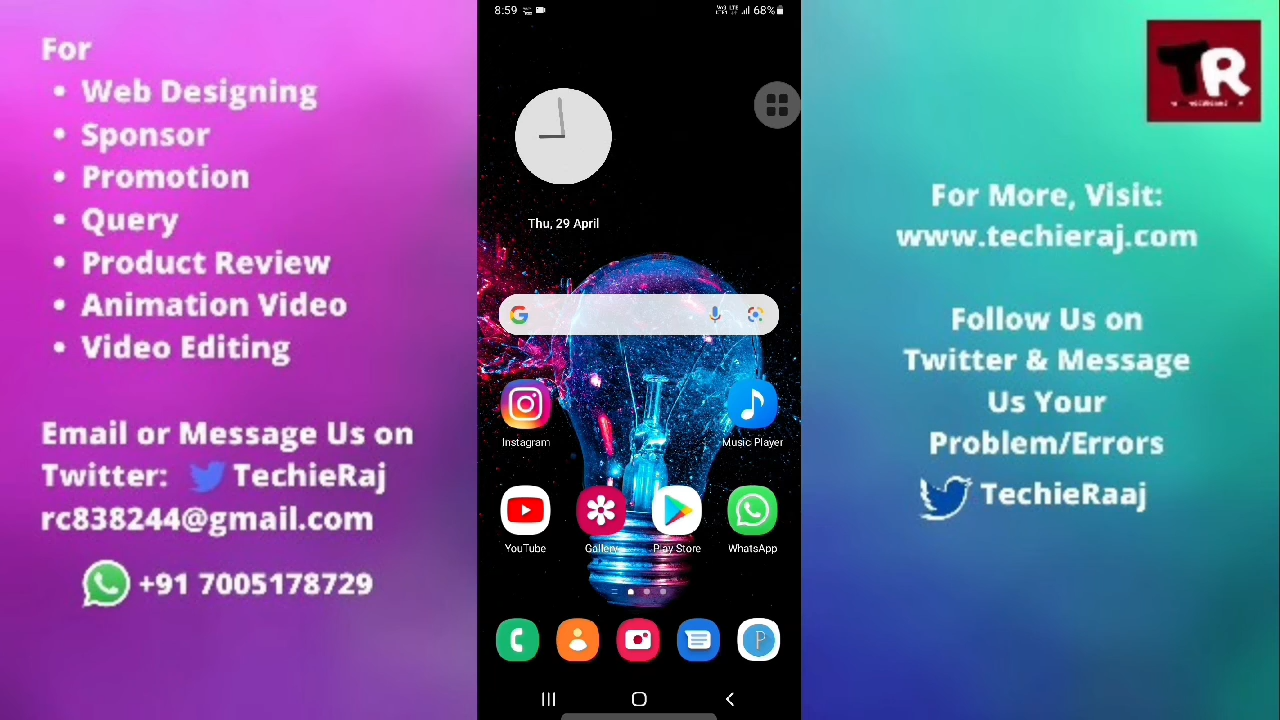 For
• Web Designing
• Sponsor
• Promotion
• Query
• Product Review
• Animation Video
• Video Editing
Email or Message Us on
Twitter: TechieRaj
rc838244@gmail.com
+91 7005178729
8:59
68%
Thu, 29 April
Instagram
Music Player
YouTube
Gallery
Play Store
WhatsApp
TR
For More, Visit:
www.techieraj.com
Follow Us on
Twitter & Message
Us Your
Problem/Errors
TechieRaaj